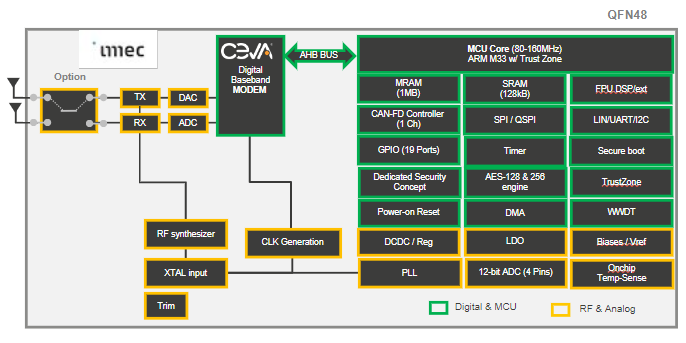 QFN48
imec
CEVA
Digital
Baseband
MODEM
AHB BUS
MCU Core (80-160MHz)
ARM M33 w/ Trust Zone
Option
TX
DAC
RX
ADC
MRAM
(1MB)
SRAM
(128kB)
FPU DSP/ext
CAN-FD Controller
(1 Ch)
SPI / QSPI
LIN/UART/I2C
GPIO (19 Ports)
Timer
Secure boot
Dedicated Security
Concept
AES-128 & 256
engine
TrustZone
Power-on Reset
DMA
WWDT
RF synthesizer
CLK Generation
DCDC / Reg
LDO
Biases / Vref
XTAL input
PLL
12-bit ADC (4 Pins)
Onchip
Temp-Sense
Trim
Digital & MCU
RF & Analog